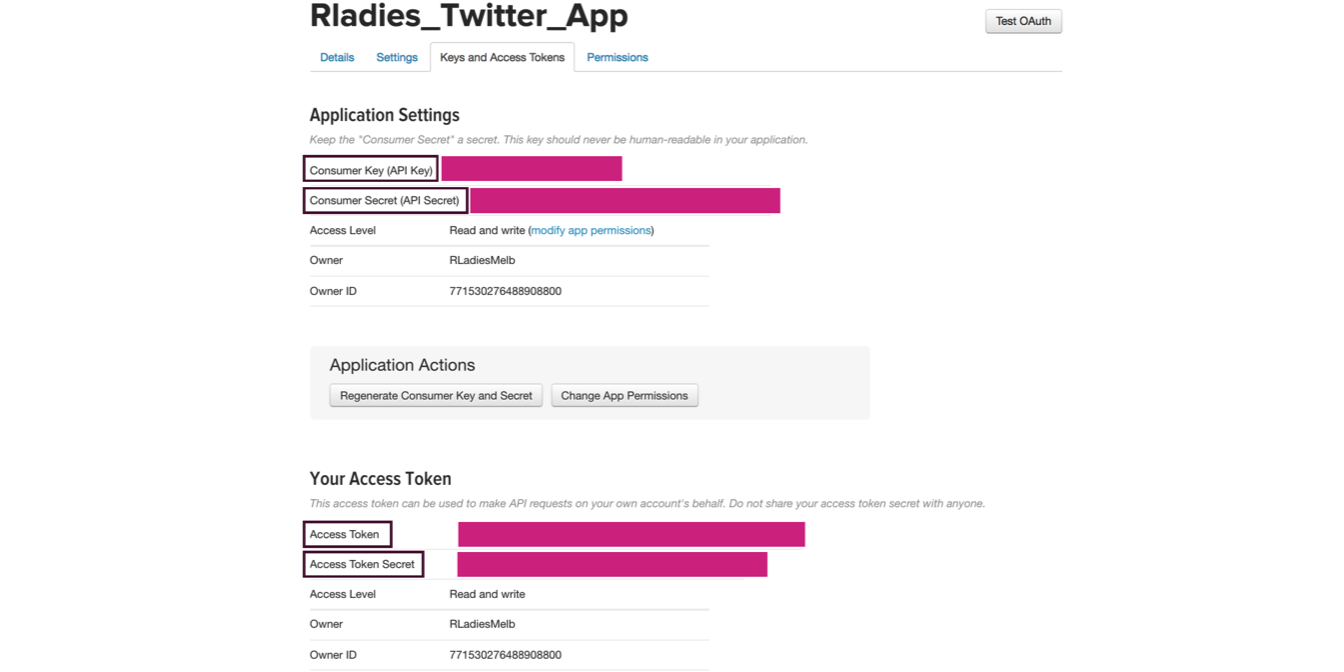 Rladies_Twitter_App
Test OAuth
Details Settings Keys and Access Tokens Permissions
Application Settings
Keep the "Consumer Secret" a secret. This key should never be human-readable in your application.
Consumer Key (API Key)
Consumer Secret (API Secret)
Access Level Read and write (modify app permissions)
Owner RLadiesMelb
Owner ID 771530276488908800
Application Actions
Regenerate Consumer Key and Secret Change App Permissions
Your Access Token
This access token can be used to make API requests on your own account's behalf. Do not share your access token secret with anyone.
Access Token
Access Token Secret
Access Level Read and write
Owner RLadiesMelb
Owner ID 771530276488908800